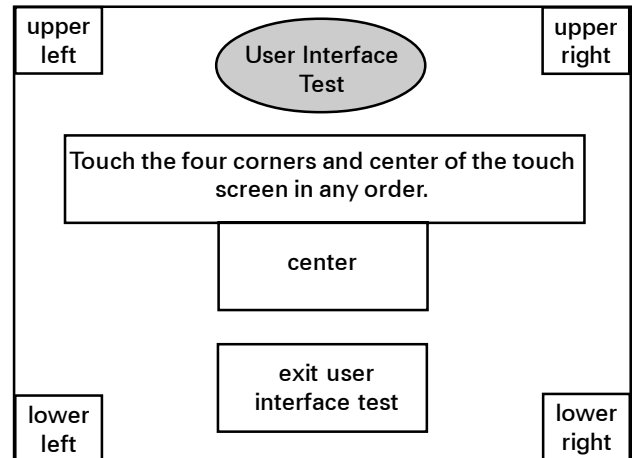 upper
left
User Interface
Test
upper
right
Touch the four corners and center of the touch
screen in any order.
center
exit user
interface test
lower
left
lower
right